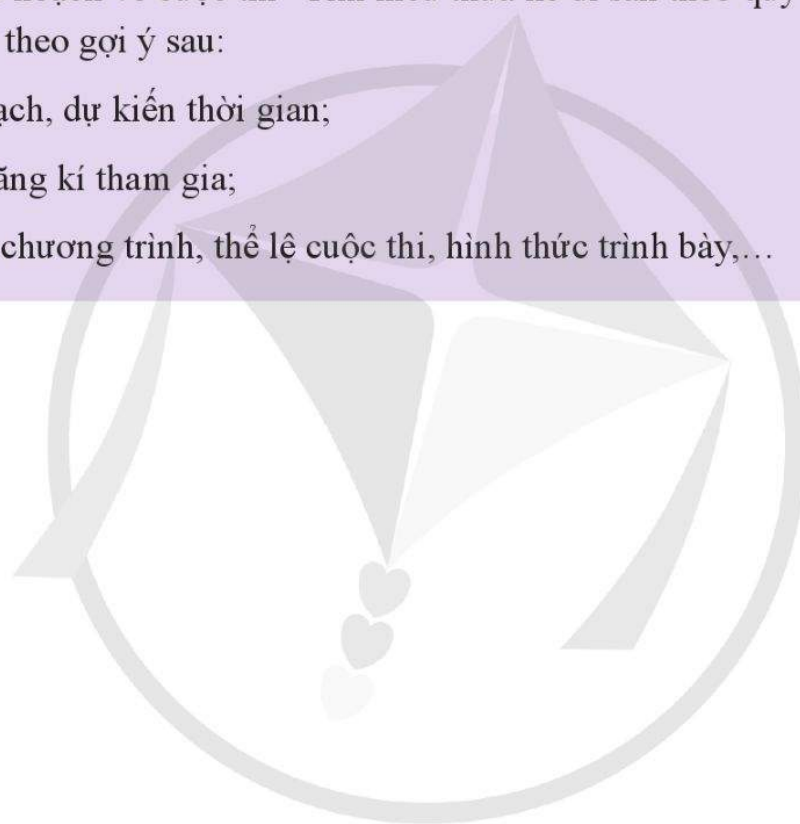 theo gợi ý sau:
ạch, dự kiến thời gian;
ăng kí tham gia;
chương trình, thể lệ cuộc thi, hình thức trình bày,…